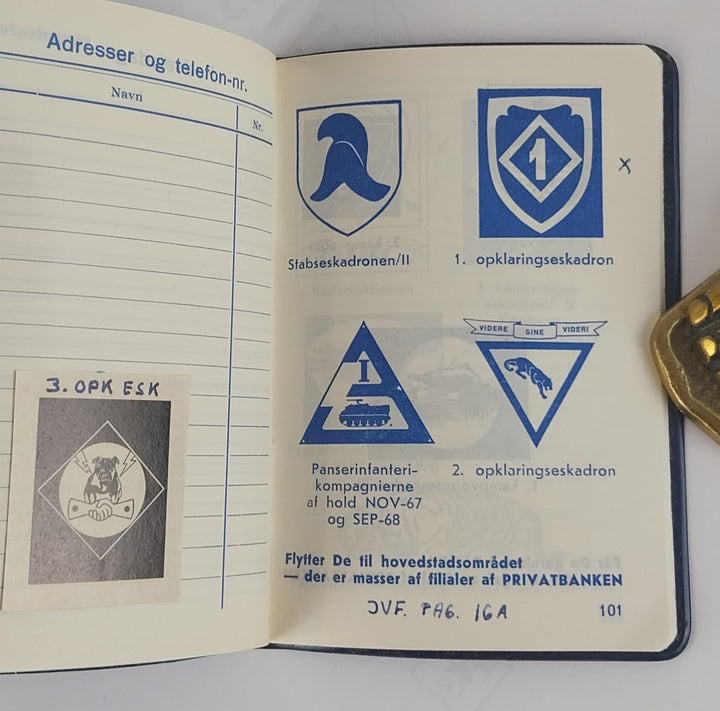 Adresser og telefon-nr.
Navn
Nr.
3. OPK ESK
1
Stabseskadronen/II
1. opklaringseskadron
x
I
VIDERE SINE VIDERI
Panserinfanteri-
kompagnierne
af hold NOV-67
og SEP-68
2. opklaringseskadron
Flytter De til hovedstadsområdet
— der er masser af filialer af PRIVATBANKEN
JVF. PAG. 16A
101